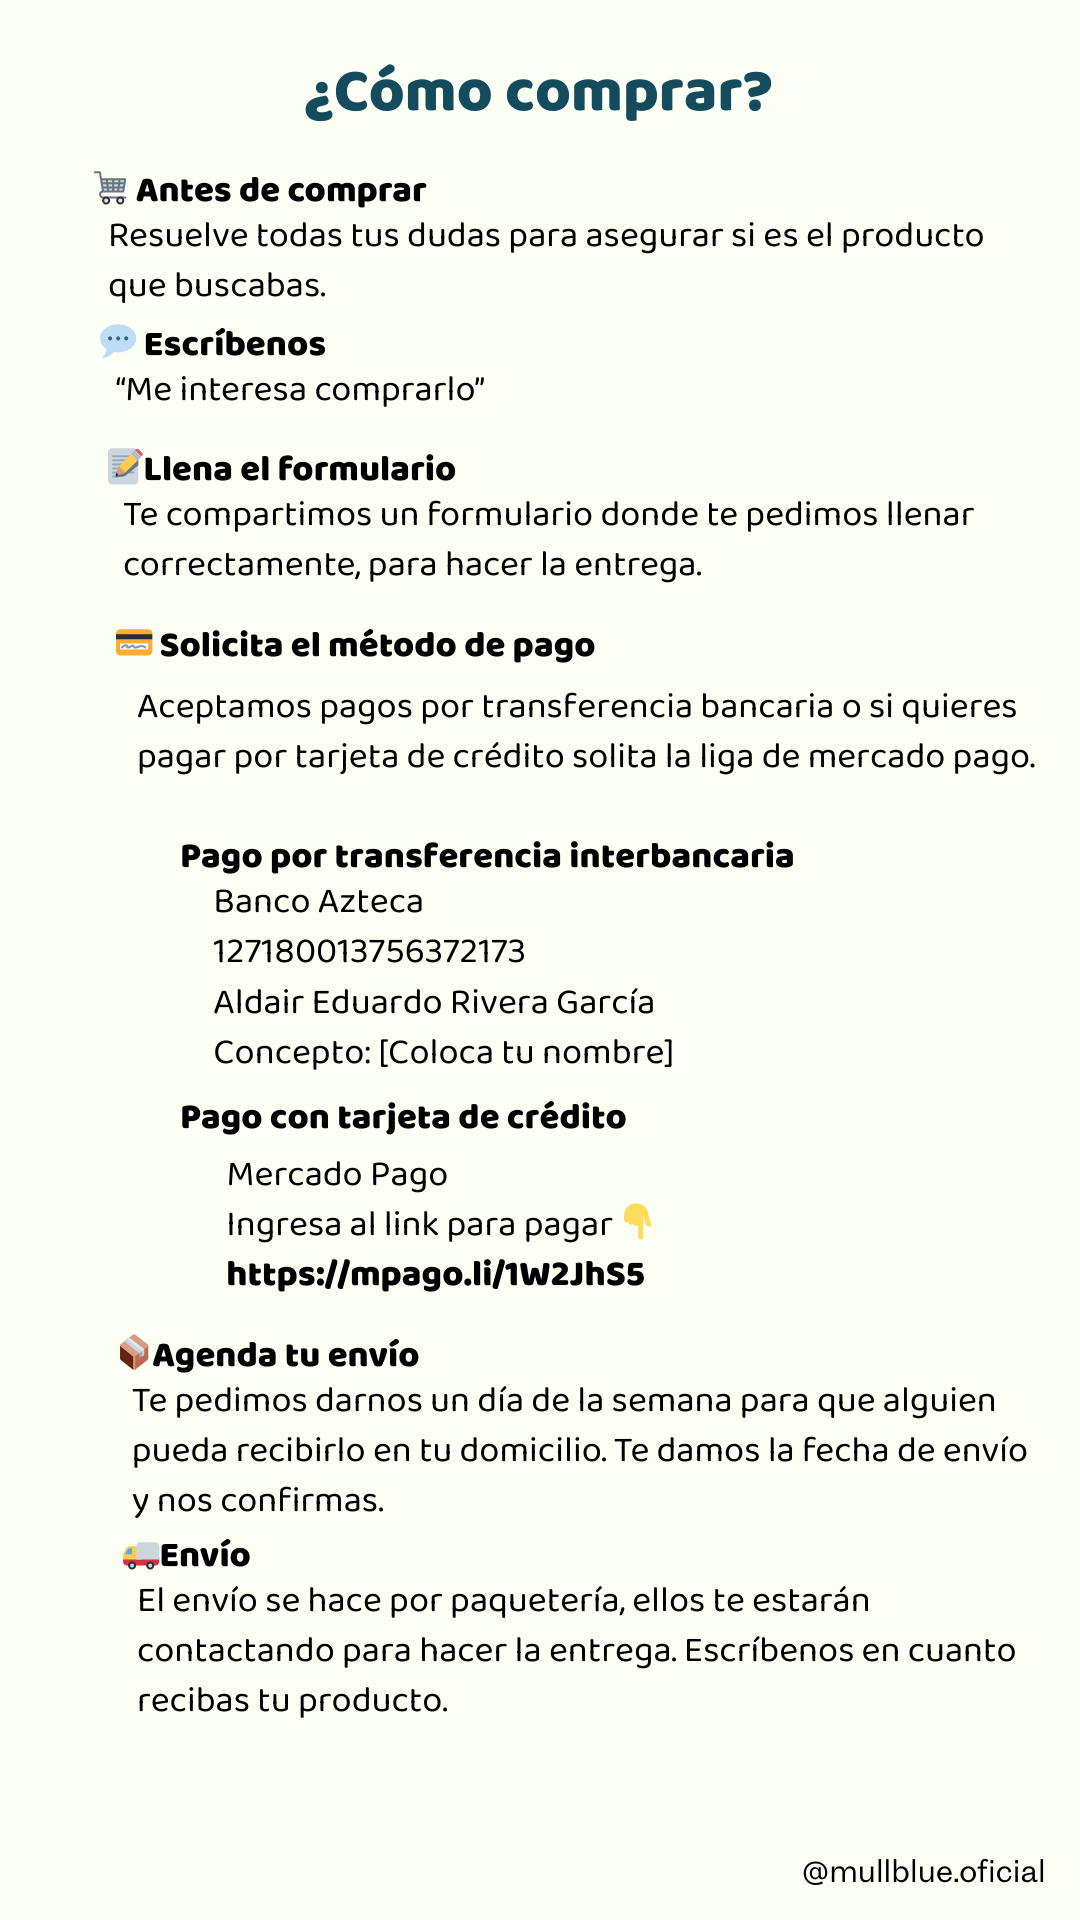 ¿Cómo comprar?
🛒 Antes de comprar
Resuelve todas tus dudas para asegurar si es el producto
que buscabas.
💬 Escríbenos
“Me interesa comprarlo”
📝Llena el formulario
Te compartimos un formulario donde te pedimos llenar
correctamente, para hacer la entrega.
💳 Solicita el método de pago
Aceptamos pagos por transferencia bancaria o si quieres
pagar por tarjeta de crédito solita la liga de mercado pago.
Pago por transferencia interbancaria
Banco Azteca
127180013756372173
Aldair Eduardo Rivera García
Concepto: [Coloca tu nombre]
Pago con tarjeta de crédito
Mercado Pago
Ingresa al link para pagar 👇
https://mpago.li/1W2JhS5
📦Agenda tu envío
Te pedimos darnos un día de la semana para que alguien
pueda recibirlo en tu domicilio. Te damos la fecha de envío
y nos confirmas.
🚚Envío
El envío se hace por paquetería, ellos te estarán
contactando para hacer la entrega. Escríbenos en cuanto
recibas tu producto.
@mullblue.oficial